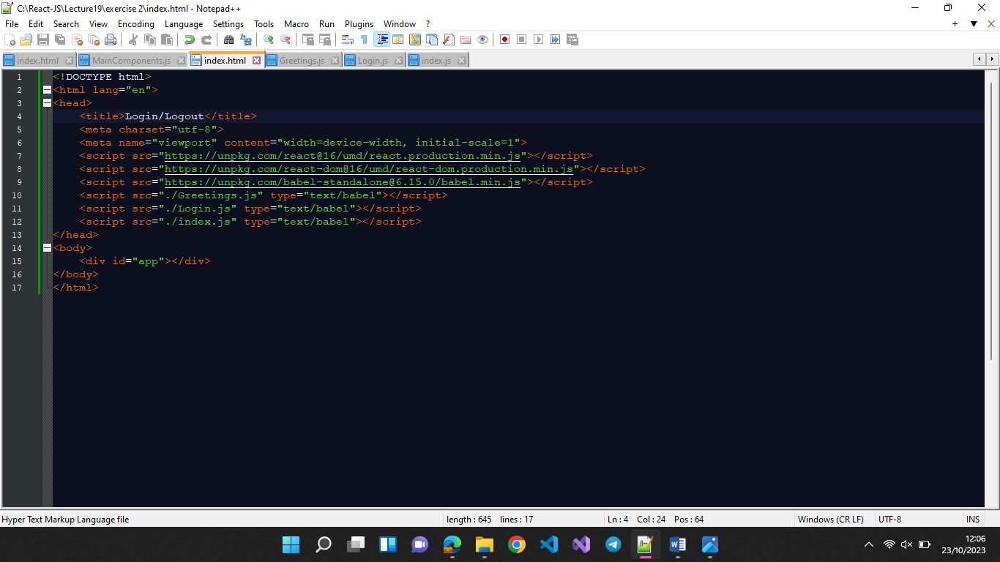 C:\React-JS\Lecture19\exercise 2\index.html - Notepad++
File Edit Search View Encoding Language Settings Tools Macro Run Plugins Window ?
index.html MainComponents.js index.html Greetings.js Login.js index.js
1 <!DOCTYPE html>
2 <html lang="en">
3 <head>
4 <title>Login/Logout</title>
5 <meta charset="utf-8">
6 <meta name="viewport" content="width=device-width, initial-scale=1">
7 <script src="https://unpkg.com/react@16/umd/react.production.min.js"></script>
8 <script src="https://unpkg.com/react-dom@16/umd/react-dom.production.min.js"></script>
9 <script src="https://unpkg.com/babel-standalone@6.15.0/babel.min.js"></script>
10 <script src="./Greetings.js" type="text/babel"></script>
11 <script src="./Login.js" type="text/babel"></script>
12 <script src="./index.js" type="text/babel"></script>
13 </head>
14 <body>
15 <div id="app"></div>
16 </body>
17 </html>
Hyper Text Markup Language file length : 645 lines : 17 Ln : 4 Col : 24 Pos : 64 Windows (CR LF) UTF-8 INS
12:06
23/10/2023